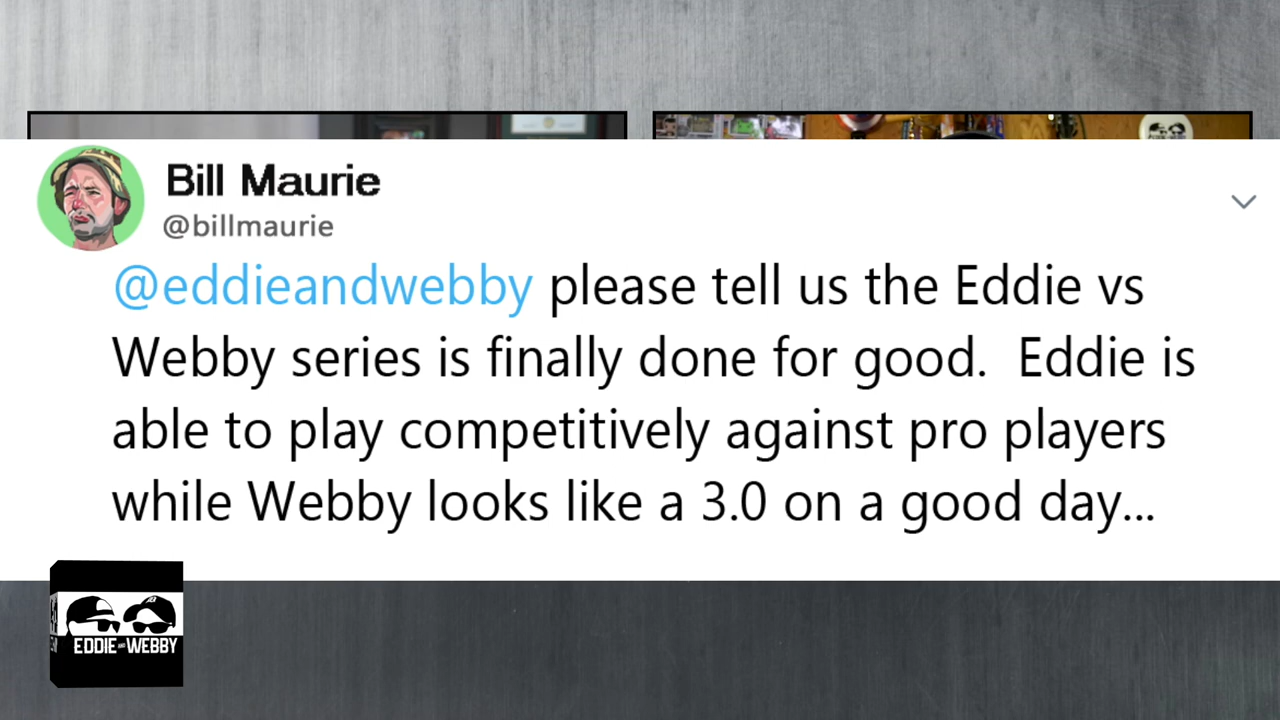 Bill Maurie
@billmaurie
@eddieandwebby please tell us the Eddie vs
Webby series is finally done for good.  Eddie is
able to play competitively against pro players
while Webby looks like a 3.0 on a good day...
EDDIE AND WEBBY